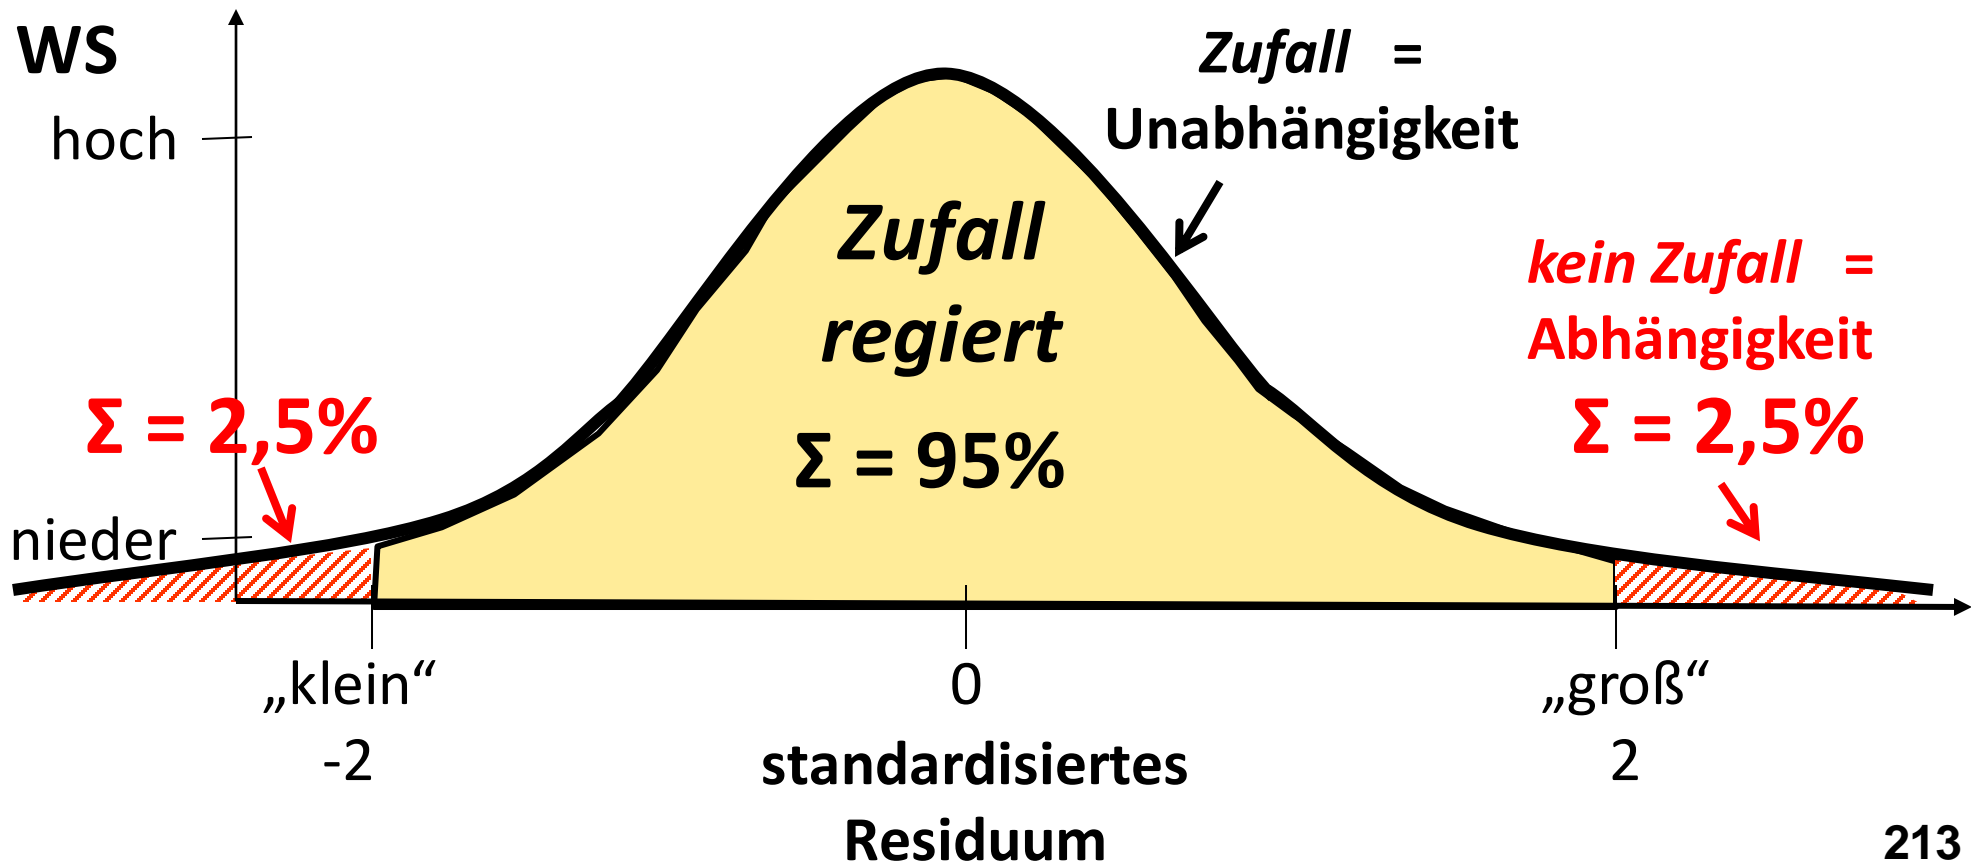 WS
hoch
nieder
Zufall =
Unabhängigkeit
Zufall
regiert
Σ = 95%
kein Zufall =
Abhängigkeit
Σ = 2,5%
Σ = 2,5%
„klein“
0
„groß“
-2
2
standardisiertes
Residuum
213